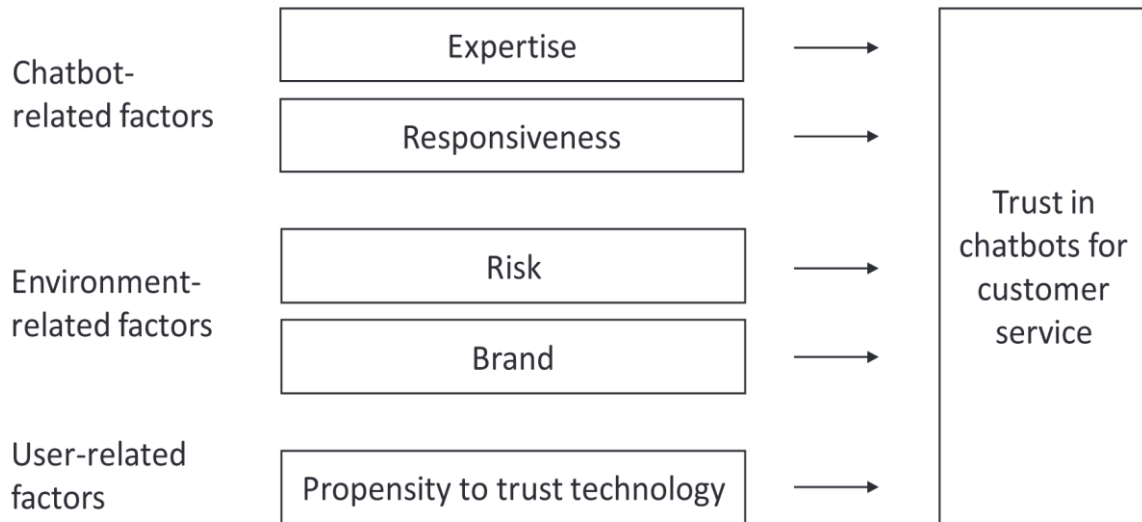 Chatbot-
related factors
Expertise
Responsiveness
Environment-
related factors
Risk
Brand
User-related
factors
Propensity to trust technology
Trust in
chatbots for
customer
service